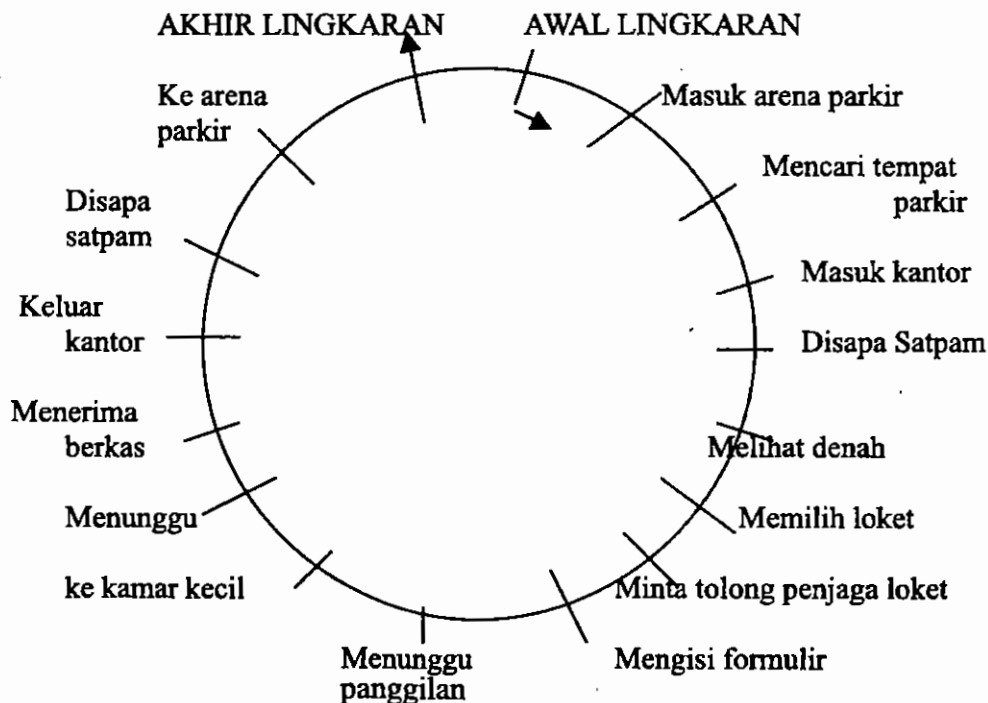 AKHIR LINGKARAN
AWAL LINGKARAN
Masuk arena parkir
Mencari tempat
parkir
Masuk kantor
Disapa Satpam
Melihat denah
Memilih loket
Minta tolong penjaga loket
Mengisi formulir
Menunggu
panggilan
ke kamar kecil
Menunggu
Menerima
berkas
Keluar
kantor
Disapa
satpam
Ke arena
parkir